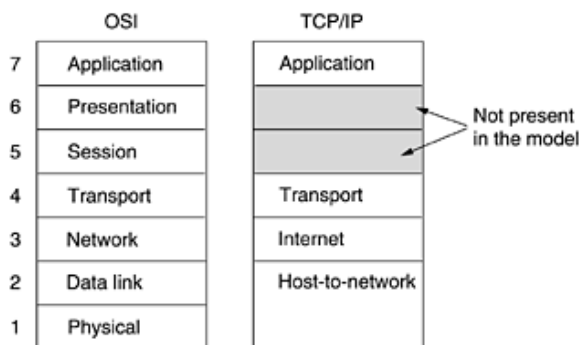 OSI TCP/IP
7 Application Application
6 Presentation
Not present
in the model
5 Session
4 Transport Transport
3 Network Internet
2 Data link Host-to-network
1 Physical